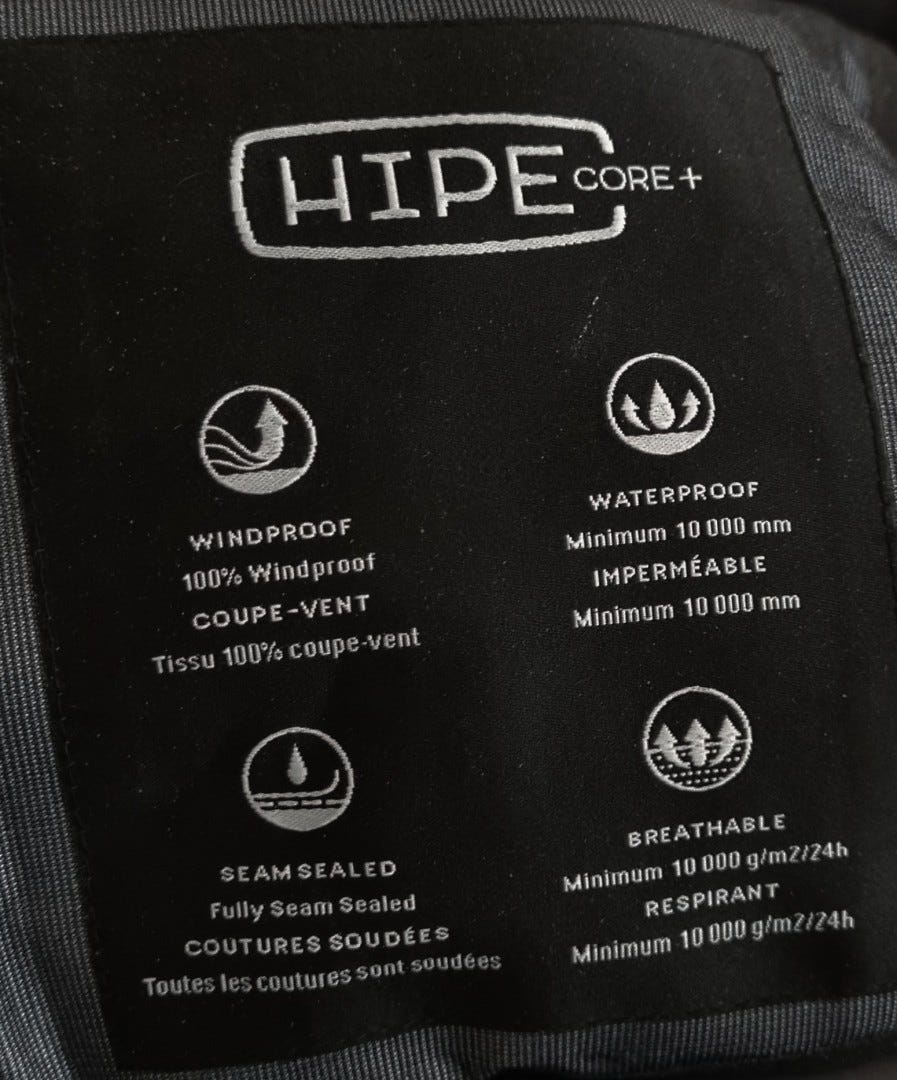 HIPE CORE+
WINDPROOF
100% Windproof
COUPE-VENT
Tissu 100% coupe-vent
WATERPROOF
Minimum 10 000 mm
IMPERMÉABLE
Minimum 10 000 mm
SEAM SEALED
Fully Seam Sealed
COUTURES SOUDÉES
Toutes les coutures sont soudées
BREATHABLE
Minimum 10 000 g/m2/24h
RESPIRANT
Minimum 10 000 g/m2/24h